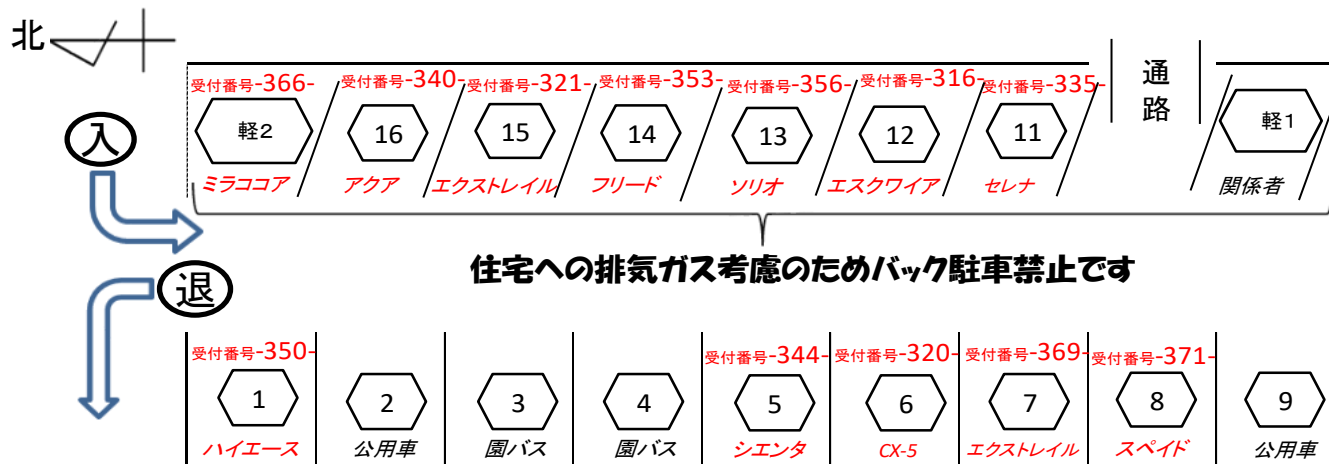 北
通路
受付番号-366- 受付番号-340- 受付番号-321- 受付番号-353- 受付番号-356- 受付番号-316- 受付番号-335-
入
軽2 16 15 14 13 12 11 軽1
ミラココア アクア エクストレイル フリード ソリオ エスクワイア セレナ 関係者
住宅への排気ガス考慮のためバック駐車禁止です
退
受付番号-350- 受付番号-344- 受付番号-320- 受付番号-369- 受付番号-371-
1 2 3 4 5 6 7 8 9
ハイエース 公用車 園バス 園バス シエンタ CX-5 エクストレイル スペイド 公用車